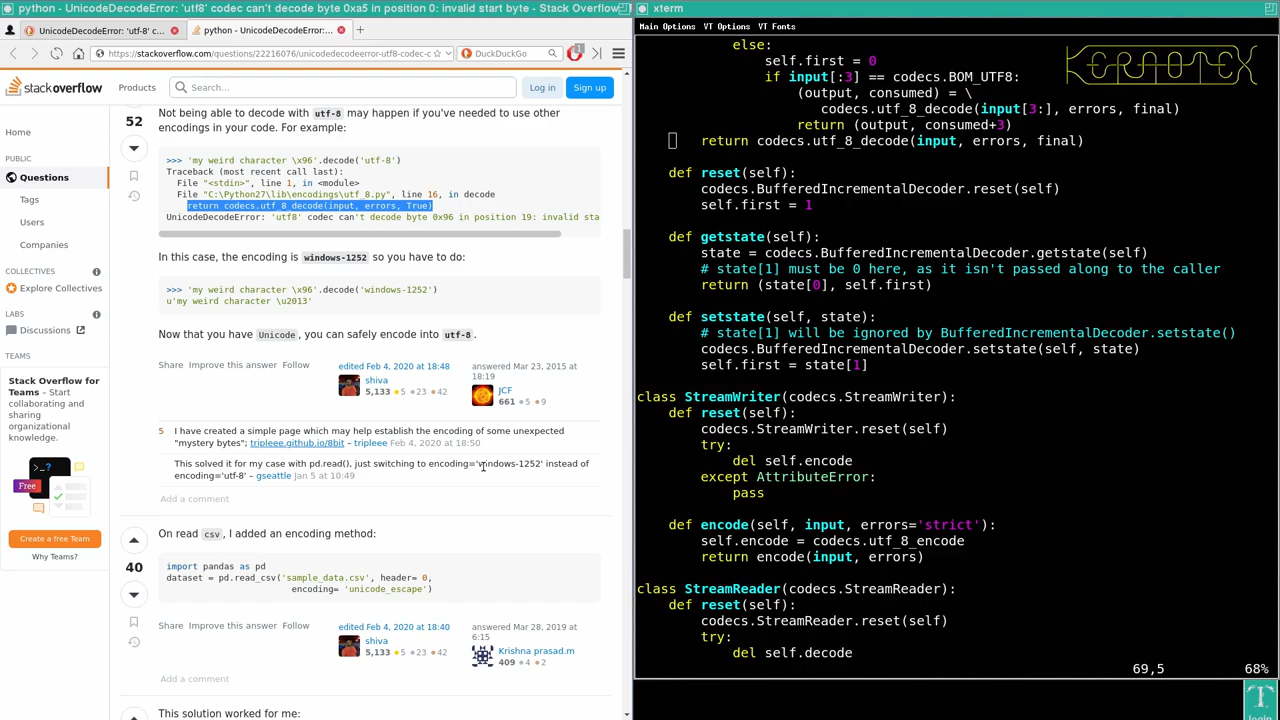 python - UnicodeDecodeError: 'utf8' codec can't decode byte 0xa5 in position 0: invalid start byte - Stack Overflow
UnicodeDecodeError: 'utf-8' c...
python - UnicodeDecodeError:...
https://stackoverflow.com/questions/22216076/unicodedecodeerror-utf8-codec-c
DuckDuckGo
1
stack overflow
Products
Search...
Log in
Sign up
Home
PUBLIC
Questions
Tags
Users
Companies
COLLECTIVES
Explore Collectives
LABS
Discussions
TEAMS
Stack Overflow for
Teams – Start
collaborating and
sharing
organizational
knowledge.
>_?
Free
Create a free Team
Why Teams?
52
Not being able to decode with utf-8 may happen if you've needed to use other
encodings in your code. For example:
>>> 'my weird character \x96'.decode('utf-8')
Traceback (most recent call last):
File "<stdin>", line 1, in <module>
File "C:\Python27\lib\encodings\utf_8.py", line 16, in decode
return codecs.utf_8_decode(input, errors, True)
UnicodeDecodeError: 'utf8' codec can't decode byte 0x96 in position 19: invalid sta
In this case, the encoding is windows-1252 so you have to do:
>>> 'my weird character \x96'.decode('windows-1252')
u'my weird character \u2013'
Now that you have Unicode, you can safely encode into utf-8.
Share Improve this answer Follow
edited Feb 4, 2020 at 18:48
shiva
5,133 5 23 42
answered Mar 23, 2015 at
18:19
JCF
661 5 9
5 I have created a simple page which may help establish the encoding of some unexpected
"mystery bytes"; tripleee.github.io/8bit – tripleee Feb 4, 2020 at 18:50
This solved it for my case with pd.read(), just switching to encoding='windows-1252' instead of
encoding='utf-8' – gseattle Jan 5 at 10:49
Add a comment
40
On read csv, I added an encoding method:
import pandas as pd
dataset = pd.read_csv('sample_data.csv', header= 0,
encoding= 'unicode_escape')
Share Improve this answer Follow
edited Feb 4, 2020 at 18:40
shiva
5,133 5 23 42
answered Mar 28, 2019 at
6:15
Krishna prasad.m
409 4 2
Add a comment
This solution worked for me:
xterm
Main Options VT Options VT Fonts
KERAOTEX
else:
self.first = 0
if input[:3] == codecs.BOM_UTF8:
(output, consumed) = \
codecs.utf_8_decode(input[3:], errors, final)
return (output, consumed+3)
return codecs.utf_8_decode(input, errors, final)
def reset(self):
codecs.BufferedIncrementalDecoder.reset(self)
self.first = 1
def getstate(self):
state = codecs.BufferedIncrementalDecoder.getstate(self)
# state[1] must be 0 here, as it isn't passed along to the caller
return (state[0], self.first)
def setstate(self, state):
# state[1] will be ignored by BufferedIncrementalDecoder.setstate()
codecs.BufferedIncrementalDecoder.setstate(self, state)
self.first = state[1]
class StreamWriter(codecs.StreamWriter):
def reset(self):
codecs.StreamWriter.reset(self)
try:
del self.encode
except AttributeError:
pass
def encode(self, input, errors='strict'):
self.encode = codecs.utf_8_encode
return encode(input, errors)
class StreamReader(codecs.StreamReader):
def reset(self):
codecs.StreamReader.reset(self)
try:
del self.decode
69,5 68%
login